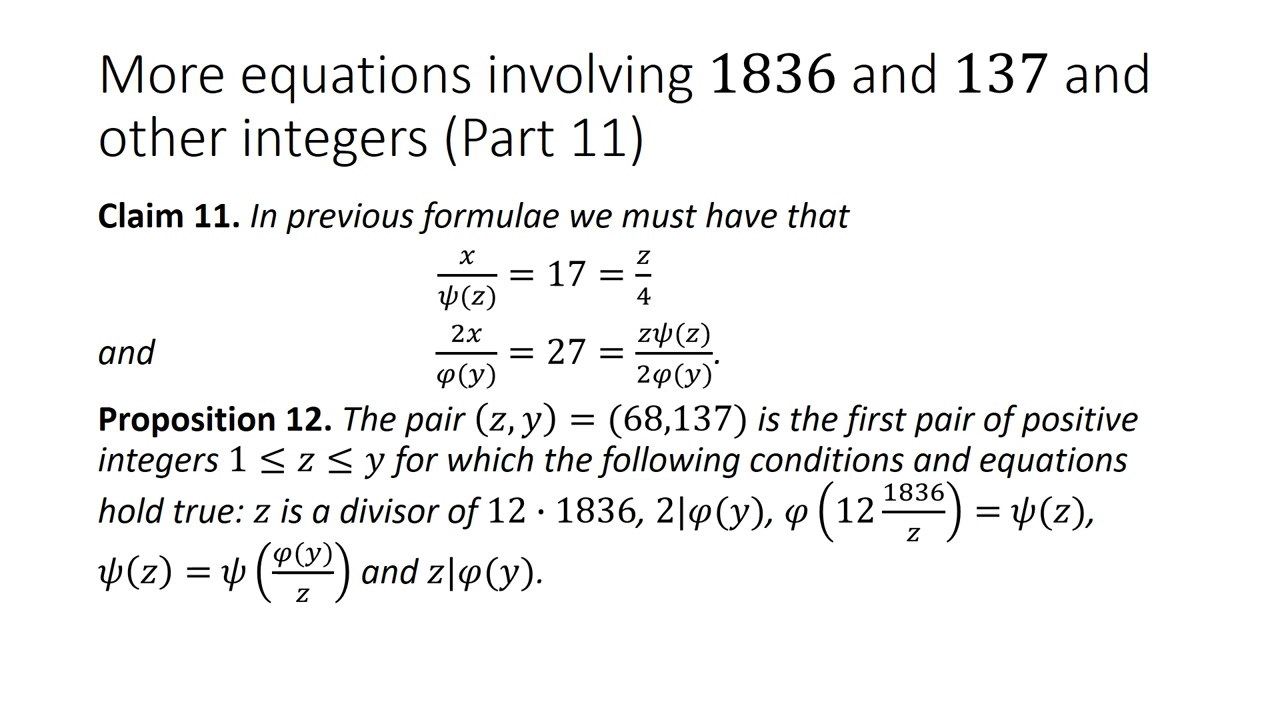 More equations involving 1836 and 137 and
other integers (Part 11)
Claim 11. In previous formulae we must have that
x/ψ(z) = 17 = z/4
and 2x/φ(y) = 27 = zψ(z)/2φ(y).
Proposition 12. The pair (z, y) = (68,137) is the first pair of positive
integers 1 ≤ z ≤ y for which the following conditions and equations
hold true: z is a divisor of 12 · 1836, 2|φ(y), φ(12 1836/z) = ψ(z),
ψ(z) = ψ(φ(y)/z) and z|φ(y).